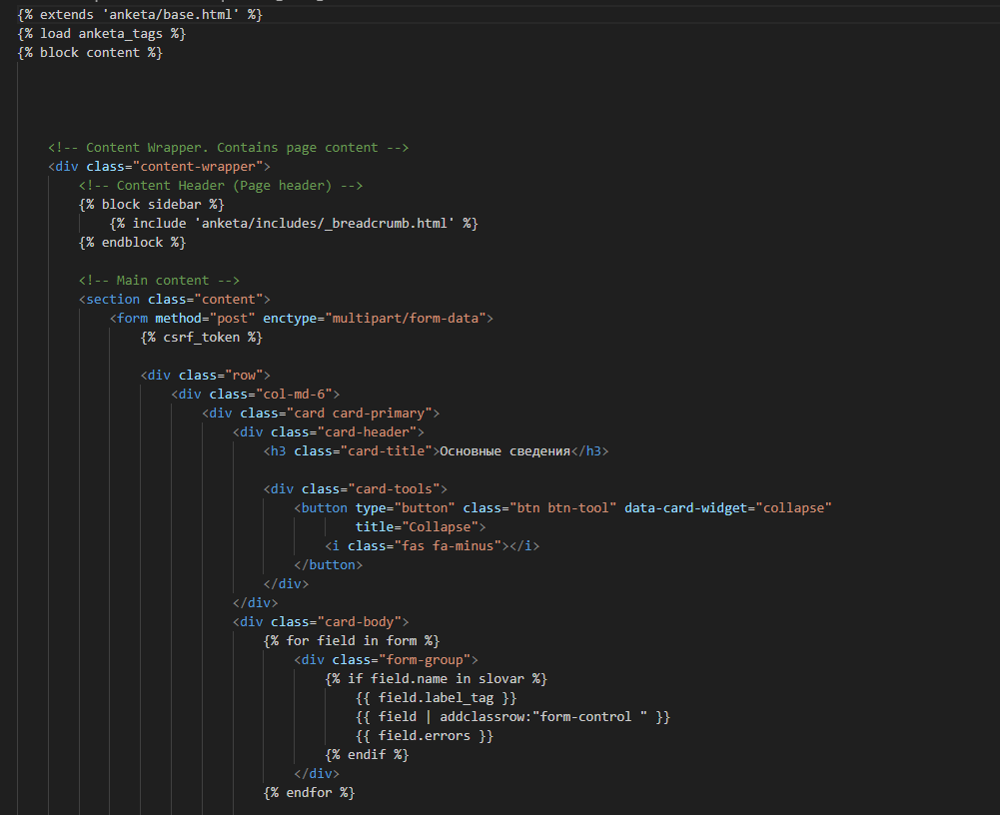 {% extends 'anketa/base.html' %}
{% load anketa_tags %}
{% block content %}
<!-- Content Wrapper. Contains page content -->
<div class="content-wrapper">
<!-- Content Header (Page header) -->
{% block sidebar %}
{% include 'anketa/includes/_breadcrumb.html' %}
{% endblock %}
<!-- Main content -->
<section class="content">
<form method="post" enctype="multipart/form-data">
{% csrf_token %}
<div class="row">
<div class="col-md-6">
<div class="card card-primary">
<div class="card-header">
<h3 class="card-title">Основные сведения</h3>
<div class="card-tools">
<button type="button" class="btn btn-tool" data-card-widget="collapse"
title="Collapse">
<i class="fas fa-minus"></i>
</button>
</div>
</div>
<div class="card-body">
{% for field in form %}
<div class="form-group">
{% if field.name in slovar %}
{{ field.label_tag }}
{{ field | addclassrow:"form-control " }}
{{ field.errors }}
{% endif %}
</div>
{% endfor %}